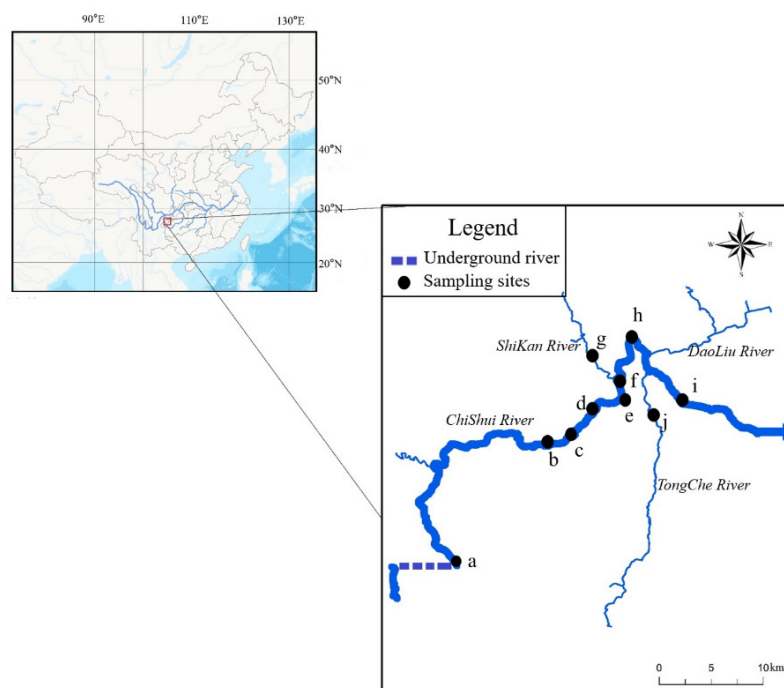 90°E 110°E 130°E
50°N
40°N
30°N
20°N
Legend
Underground river
Sampling sites
N
W
S
h
ShiKan River
g
DaoLiu River
f
d
e
i
ChiShui River
j
b
c
TongChe River
a
0 5 10km